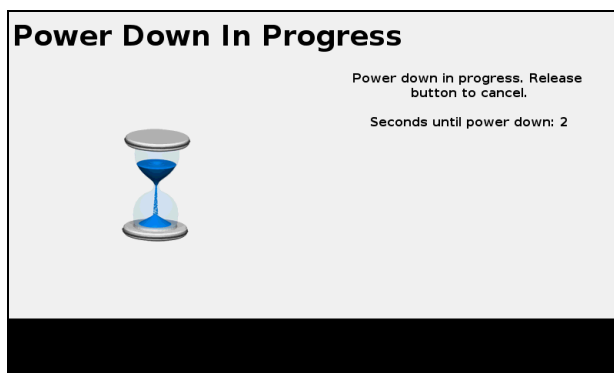 Power Down In Progress
Power down in progress. Release
button to cancel.
Seconds until power down: 2